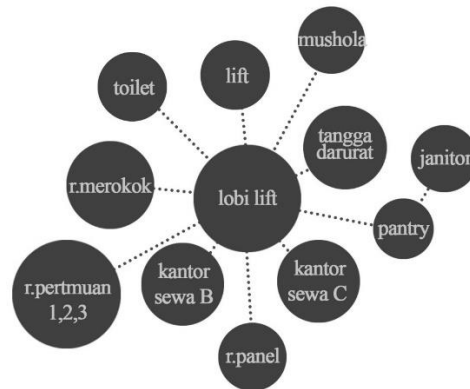 mushola
lift
toilet
tangga
darurat
janitor
r.merokok
lobi lift
pantry
r.pertmuan
1,2,3
kantor
sewa B
kantor
sewa C
r.panel